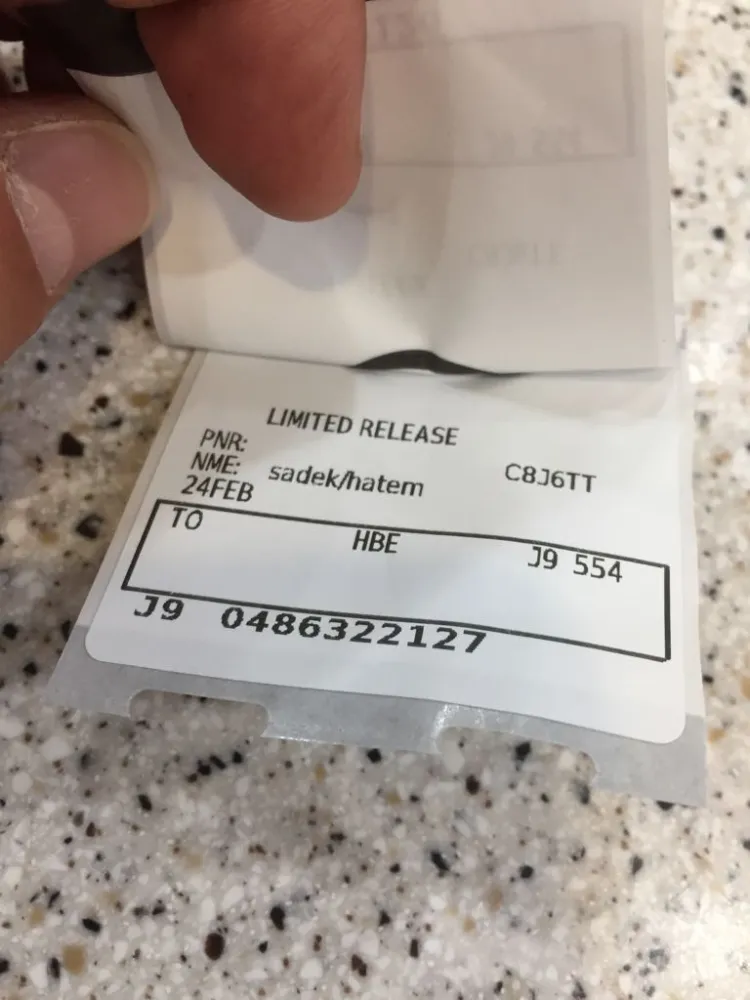 LIMITED RELEASE
PNR: C8J6TT
NME: sadek/hatem
24FEB
TO HBE J9 554
J9 0486322127